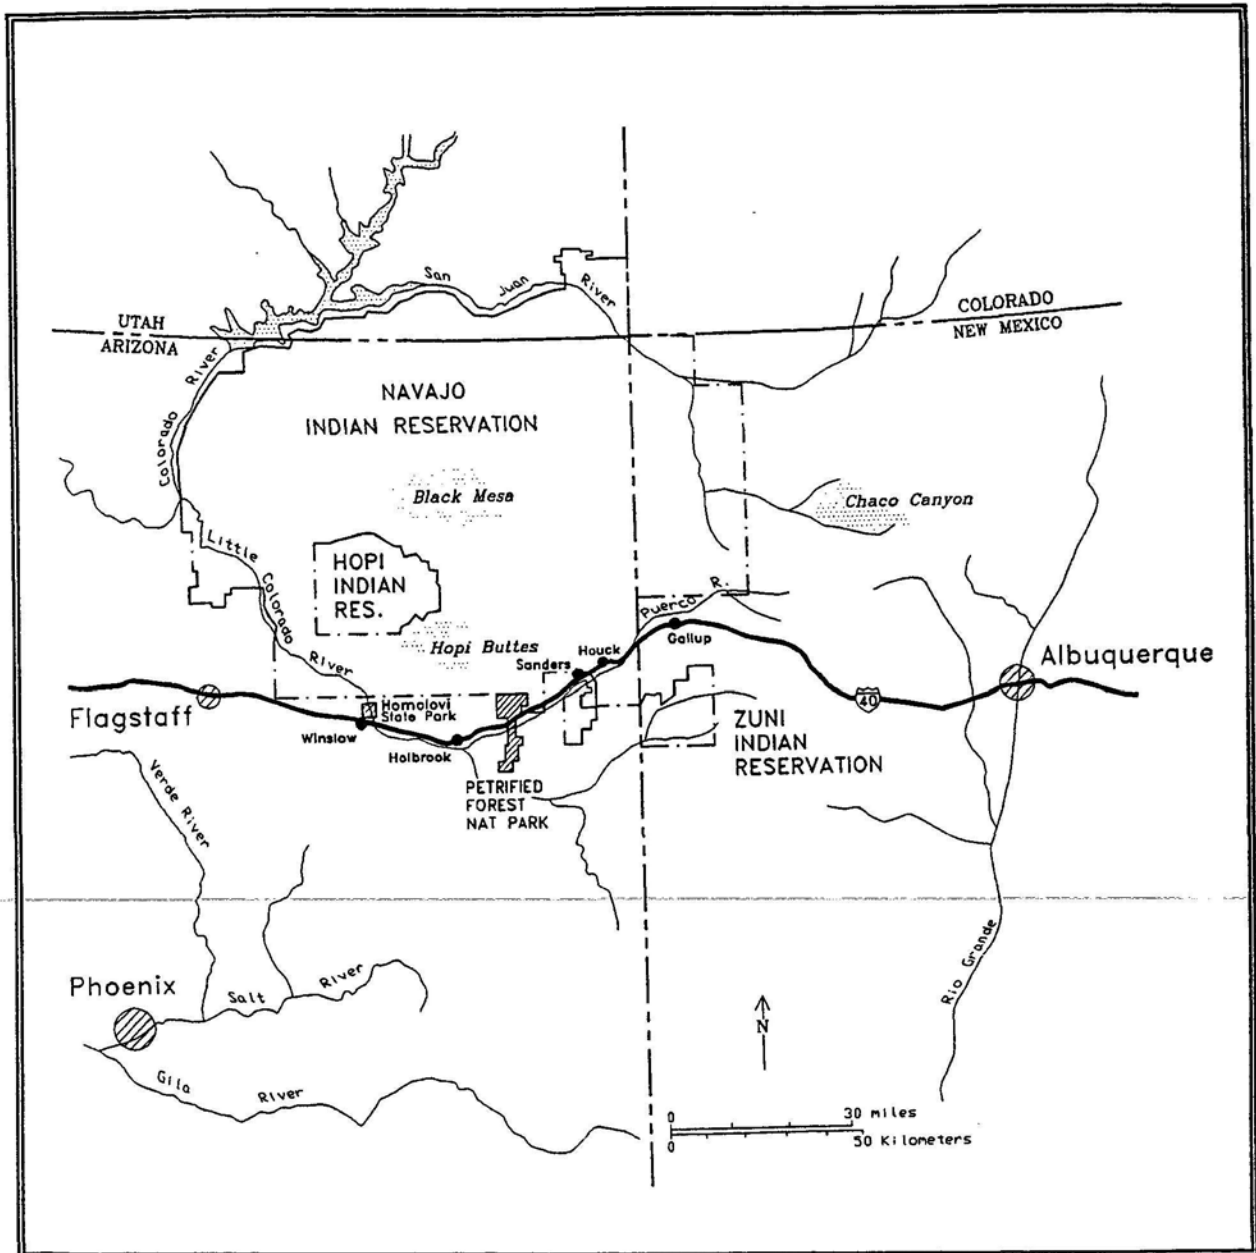 San
Juan
River
COLORADO
NEW MEXICO
UTAH
ARIZONA
Colorado
River
NAVAJO
INDIAN RESERVATION
Black Mesa
Chaco Canyon
Little
Colorado
River
HOPI
INDIAN
RES.
Hopi Buttes
Puerco R.
Gallup
Houck
Sanders
Albuquerque
40
Flagstaff
Homolovi
State Park
Winslow
Holbrook
ZUNI
INDIAN
RESERVATION
PETRIFIED
FOREST
NAT PARK
Verde River
Phoenix
Salt
River
Gila
River
Rio Grande
N
0
30 miles
0
50 Kilometers